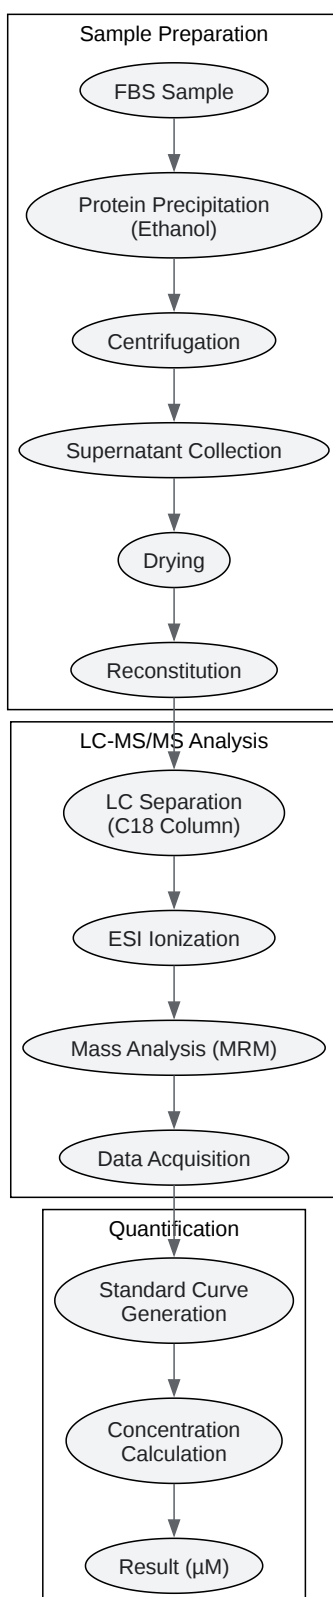 Sample Preparation
FBS Sample
Protein Precipitation
(Ethanol)
Centrifugation
Supernatant Collection
Drying
Reconstitution
LC-MS/MS Analysis
LC Separation
(C18 Column)
ESI Ionization
Mass Analysis (MRM)
Data Acquisition
Quantification
Standard Curve
Generation
Concentration
Calculation
Result (µM)